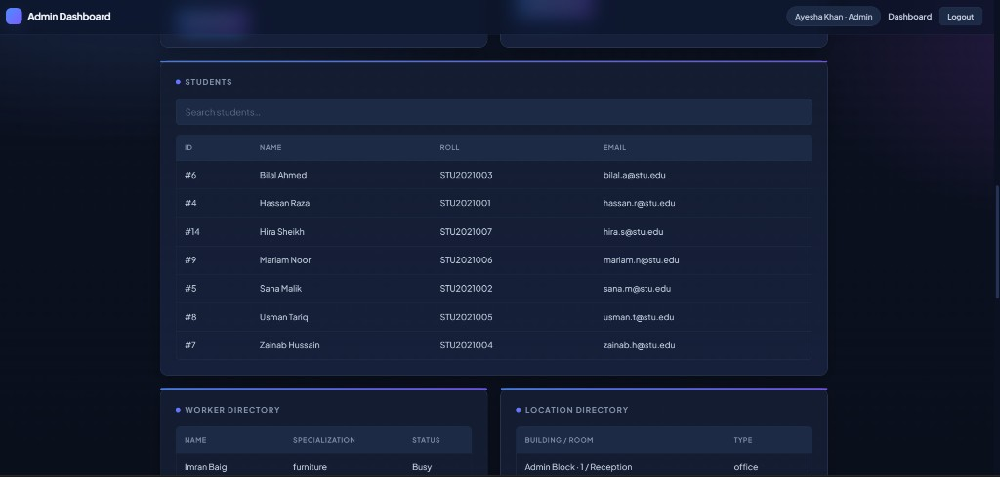 Admin Dashboard Ayesha Khan · Admin Dashboard Logout
STUDENTS
Search students...
ID NAME ROLL EMAIL
#6 Bilal Ahmed STU2021003 bilal.a@stu.edu
#4 Hassan Raza STU2021001 hassan.r@stu.edu
#14 Hira Sheikh STU2021007 hira.s@stu.edu
#9 Mariam Noor STU2021006 mariam.n@stu.edu
#5 Sana Malik STU2021002 sana.m@stu.edu
#8 Usman Tariq STU2021005 usman.t@stu.edu
#7 Zainab Hussain STU2021004 zainab.h@stu.edu
WORKER DIRECTORY
NAME SPECIALIZATION STATUS
Imran Baig furniture Busy
LOCATION DIRECTORY
BUILDING / ROOM TYPE
Admin Block · 1 / Reception office